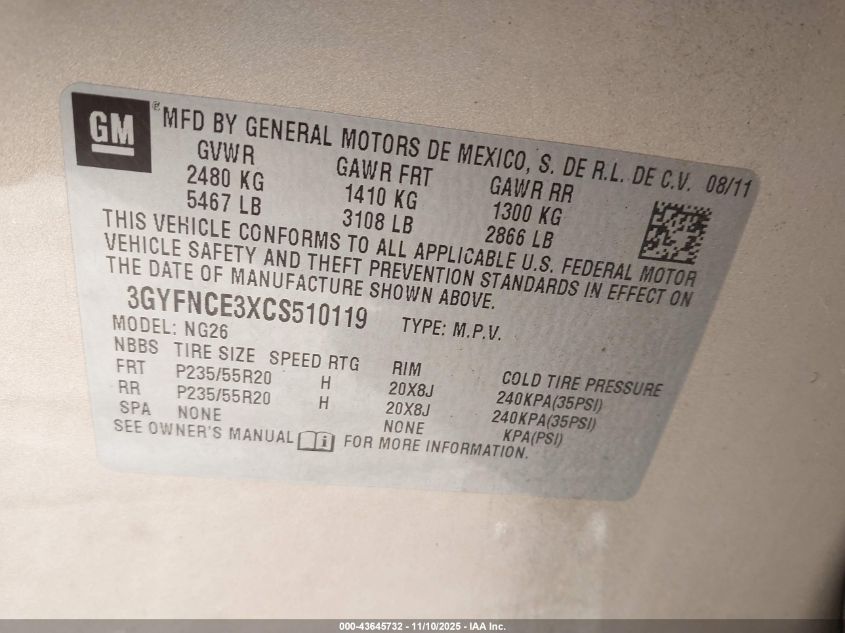 GM ® MFD BY GENERAL MOTORS DE MEXICO, S. DE R.L. DE C.V. 08/11
GVWR GAWR FRT GAWR RR
2480 KG 1410 KG 1300 KG
5467 LB 3108 LB 2866 LB
THIS VEHICLE CONFORMS TO ALL APPLICABLE U.S. FEDERAL MOTOR
VEHICLE SAFETY AND THEFT PREVENTION STANDARDS IN EFFECT ON
THE DATE OF MANUFACTURE SHOWN ABOVE.
3GYFNCE3XCS510119 TYPE: M.P.V.
MODEL: NG26
NBBS TIRE SIZE SPEED RTG RIM COLD TIRE PRESSURE
FRT P235/55R20 H 20X8J 240KPA(35PSI)
RR P235/55R20 H 20X8J 240KPA(35PSI)
SPA NONE NONE KPA(PSI)
SEE OWNER'S MANUAL i FOR MORE INFORMATION.
000-43645732 - 11/10/2025 - IAA Inc.